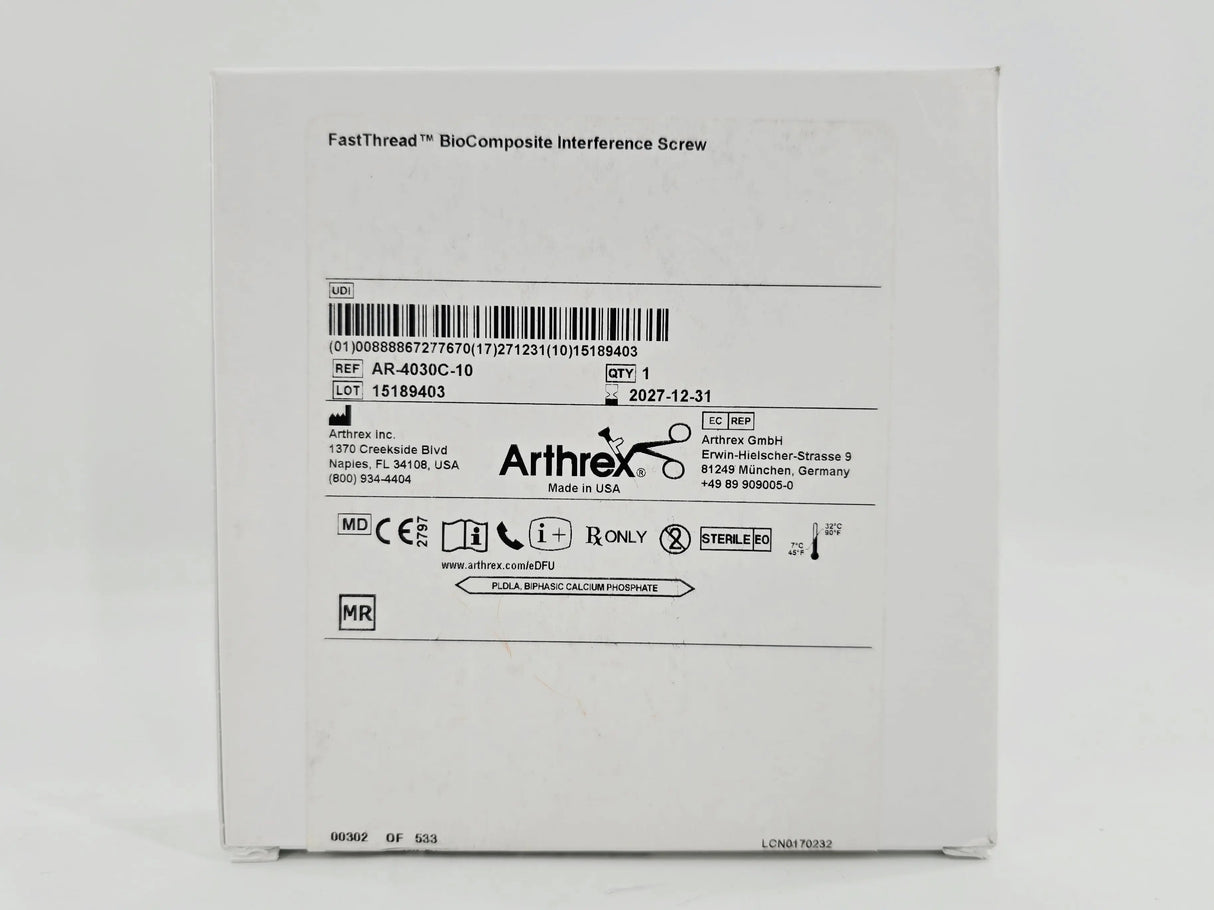 FastThread™ BioComposite Interference Screw
UDI
(01)00888867277670(17)271231(10)15189403
REF AR-4030C-10 QTY 1
LOT 15189403 2027-12-31
Arthrex Inc.
1370 Creekside Blvd
Naples, FL 34108, USA
(800) 934-4404
Arthrex®
Made in USA
EC REP
Arthrex GmbH
Erwin-Hielscher-Strasse 9
81249 München, Germany
+49 89 909005-0
MD CE 2797 i i+ Rx ONLY 2 STERILE EO 7°C 45°F 32°C 90°F
www.arthrex.com/eDFU
PLDLA, BIPHASIC CALCIUM PHOSPHATE
MR
00302 OF 533 LCN0170232